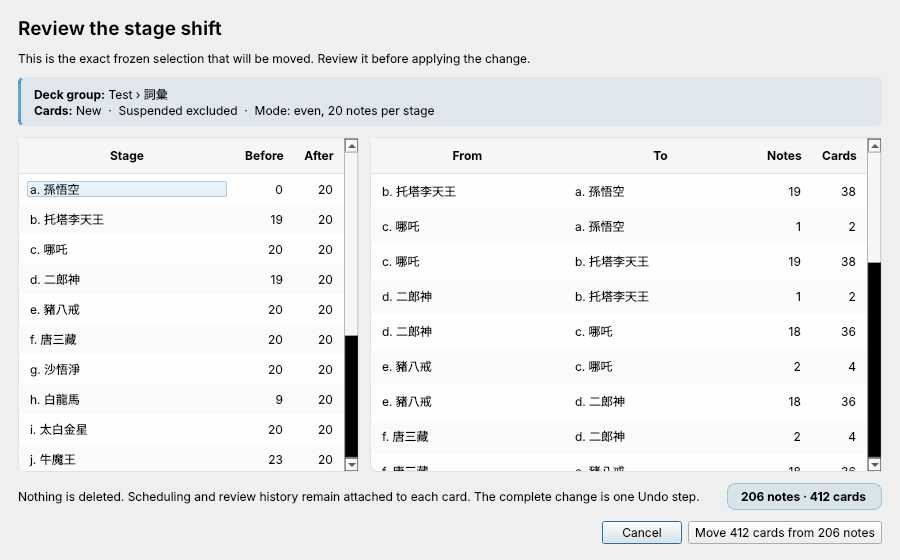 Review the stage shift
This is the exact frozen selection that will be moved. Review it before applying the change.
Deck group: Test › 詞彙
Cards: New · Suspended excluded · Mode: even, 20 notes per stage
Stage Before After
a. 孫悟空 0 20
b. 托塔李天王 19 20
c. 哪吒 20 20
d. 二郎神 19 20
e. 豬八戒 20 20
f. 唐三藏 20 20
g. 沙悟淨 20 20
h. 白龍馬 9 20
i. 太白金星 20 20
j. 牛魔王 23 20
From To Notes Cards
b. 托塔李天王 a. 孫悟空 19 38
c. 哪吒 a. 孫悟空 1 2
c. 哪吒 b. 托塔李天王 19 38
d. 二郎神 b. 托塔李天王 1 2
d. 二郎神 c. 哪吒 18 36
e. 豬八戒 c. 哪吒 2 4
e. 豬八戒 d. 二郎神 18 36
f. 唐三藏 d. 二郎神 2 4
f. 唐三藏 e. 豬八戒 18 36
Nothing is deleted. Scheduling and review history remain attached to each card. The complete change is one Undo step.
206 notes · 412 cards
Cancel
Move 412 cards from 206 notes